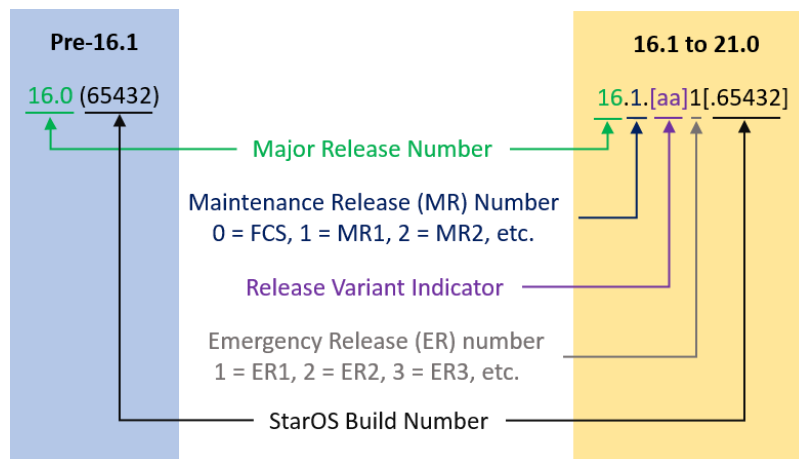 Pre-16.1
16.1 to 21.0
16.0 (65432)
16.1.[aa]1[.65432]
Major Release Number
Maintenance Release (MR) Number
0 = FCS, 1 = MR1, 2 = MR2, etc.
Release Variant Indicator
Emergency Release (ER) number
1 = ER1, 2 = ER2, 3 = ER3, etc.
StarOS Build Number